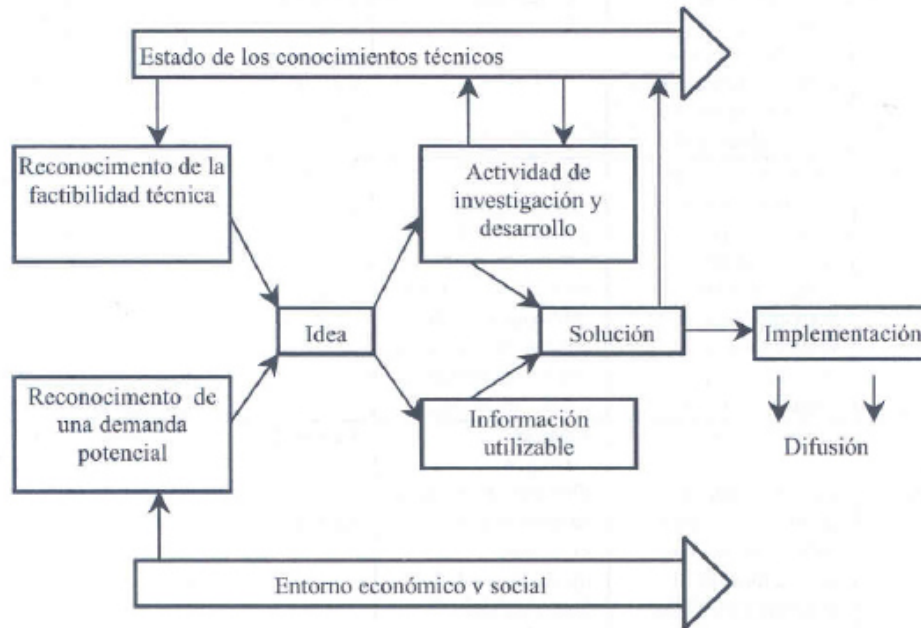 Estado de los conocimientos técnicos
Reconocimento de la
factibilidad técnica
Actividad de
investigación y
desarrollo
Idea
Solución
Implementación
Reconocimento de
una demanda
potencial
Información
utilizable
Difusión
Entorno económico y social